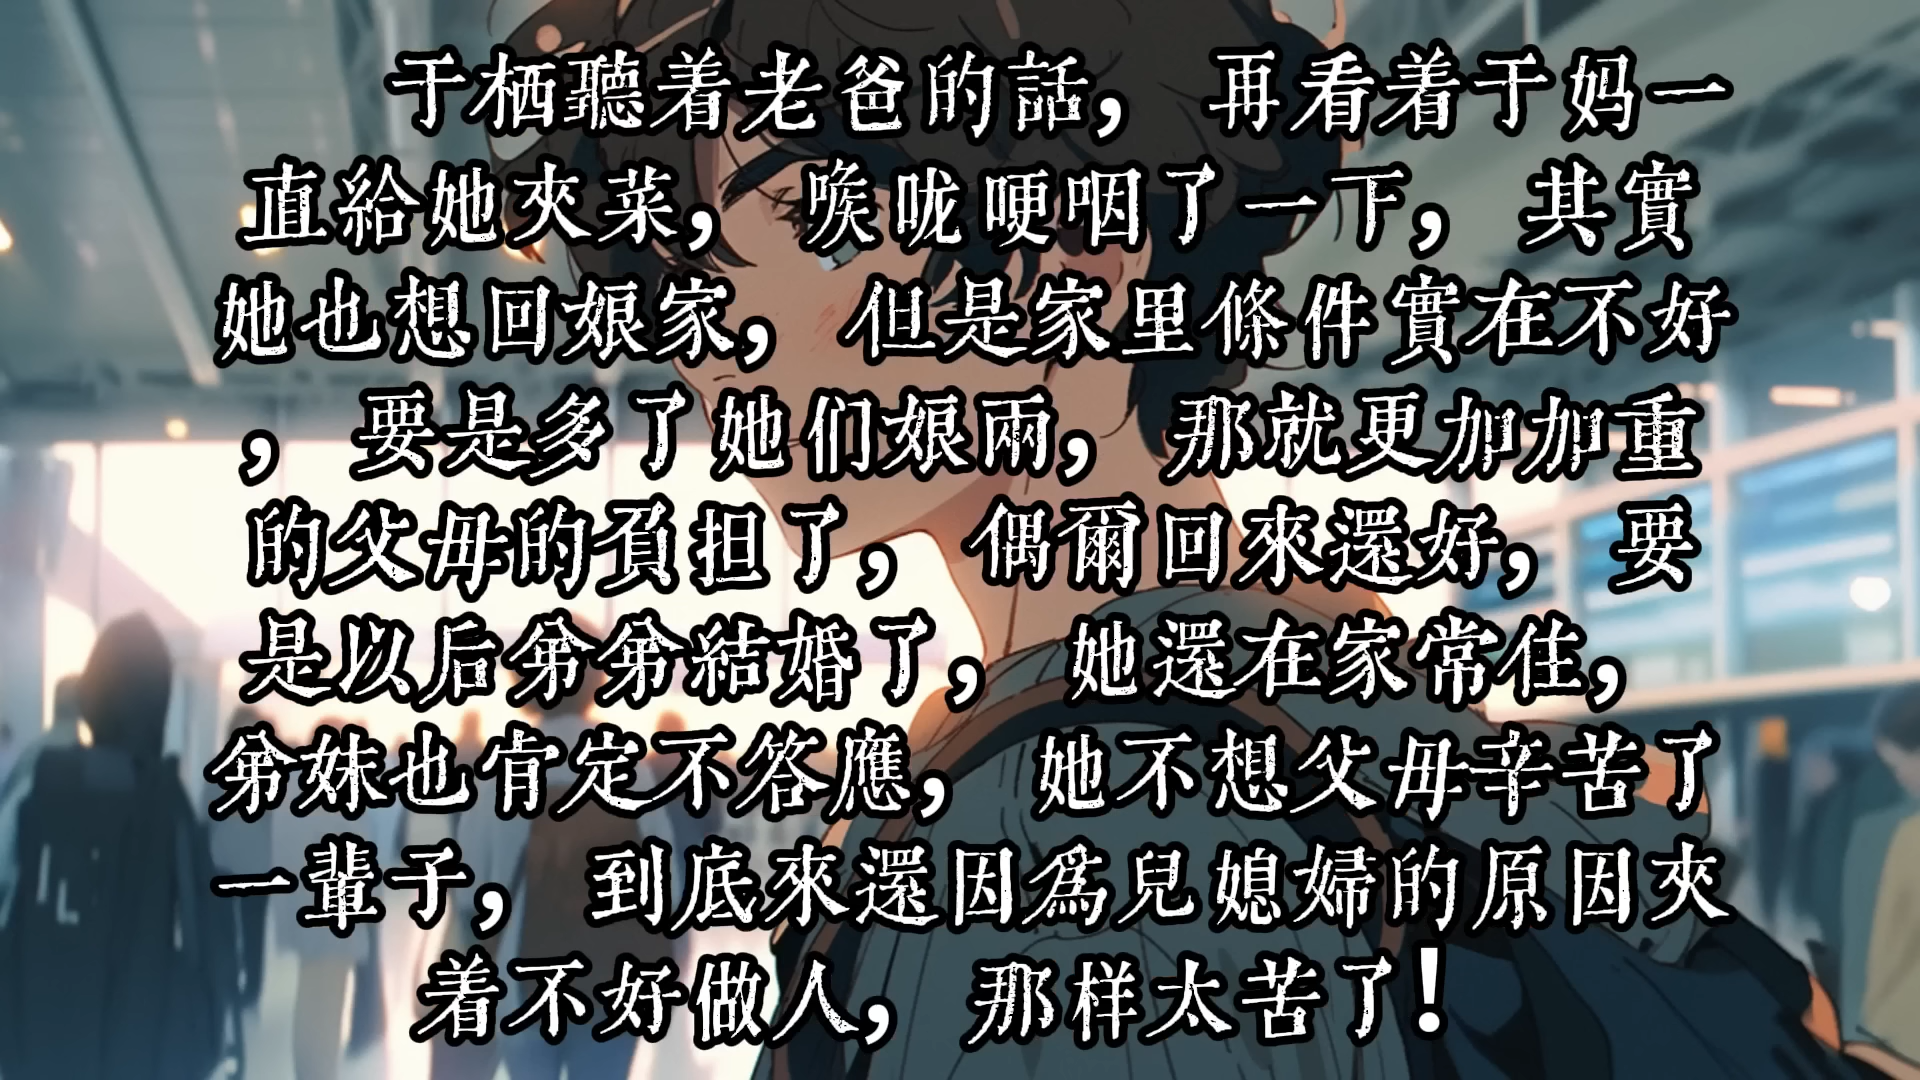 于栖聽着老爸的話，再看着于妈一
直給她夾菜，喉咙哽咽了一下，其實
她也想回娘家，但是家里條件實在不好
，要是多了她们娘兩，那就更加加重
的父母的負担了，偶爾回來還好，要
是以后弟弟結婚了，她還在家常住，
弟妹也肯定不答應，她不想父母辛苦了
一輩子，到底來還因為兒媳婦的原因夾
着不好做人，那样太苦了！